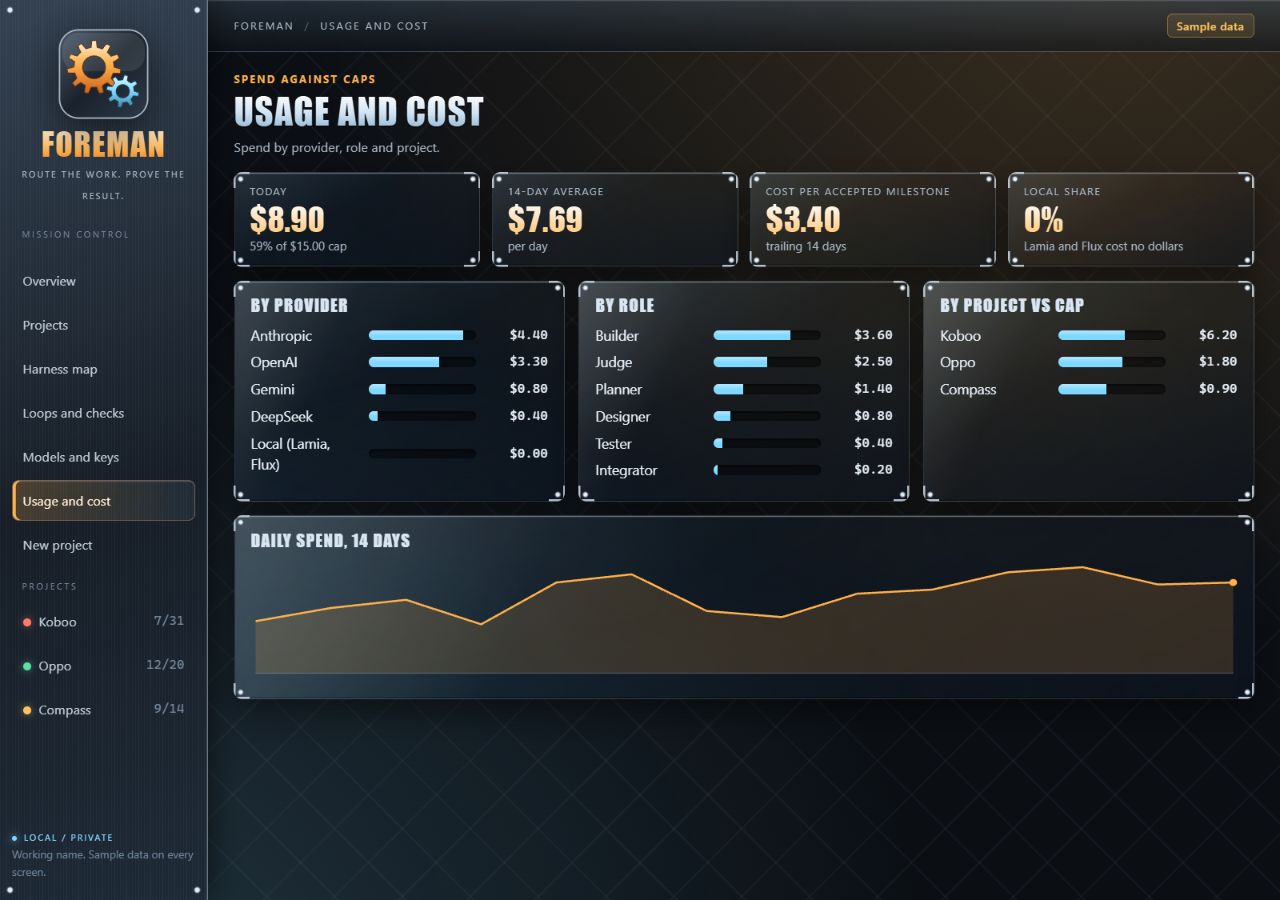 FOREMAN
ROUTE THE WORK. PROVE THE
RESULT.
MISSION CONTROL
Overview
Projects
Harness map
Loops and checks
Models and keys
Usage and cost
New project
PROJECTS
Koboo 7/31
Oppo 12/20
Compass 9/14
LOCAL / PRIVATE
Working name. Sample data on every
screen.
FOREMAN / USAGE AND COST
Sample data
SPEND AGAINST CAPS
USAGE AND COST
Spend by provider, role and project.
TODAY
$8.90
59% of $15.00 cap
14-DAY AVERAGE
$7.69
per day
COST PER ACCEPTED MILESTONE
$3.40
trailing 14 days
LOCAL SHARE
0%
Lamia and Flux cost no dollars
BY PROVIDER
Anthropic $4.40
OpenAI $3.30
Gemini $0.80
DeepSeek $0.40
Local (Lamia,
Flux) $0.00
BY ROLE
Builder $3.60
Judge $2.50
Planner $1.40
Designer $0.80
Tester $0.40
Integrator $0.20
BY PROJECT VS CAP
Koboo $6.20
Oppo $1.80
Compass $0.90
DAILY SPEND, 14 DAYS